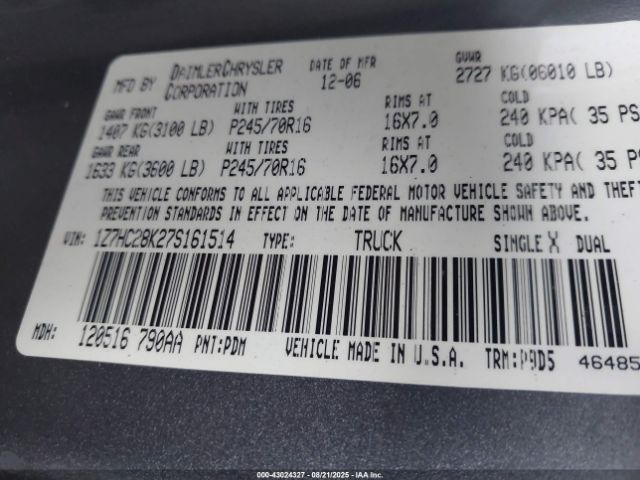 MFD BY DAIMLERCHRYSLER CORPORATION DATE OF MFR 12-06 GVWR 2727 KG(06010 LB)
GAWR FRONT WITH TIRES RIMS AT COLD
1407 KG(3100 LB) P245/70R16 16X7.0 240 KPA( 35 PS
GAWR REAR WITH TIRES RIMS AT COLD
1633 KG(3600 LB) P245/70R16 16X7.0 240 KPA( 35 P
THIS VEHICLE CONFORMS TO ALL APPLICABLE FEDERAL MOTOR VEHICLE SAFETY AND THEFT
PREVENTION STANDARDS IN EFFECT ON THE DATE OF MANUFACTURE SHOWN ABOVE.
VIN: 1Z7HC28K27S161514 TYPE: TRUCK SINGLE X DUAL
MDH: 120516 790AA PNT:PDM VEHICLE MADE IN U.S.A. TRM: 46485
000-43024327 - 08/21/2025 - IAA Inc.